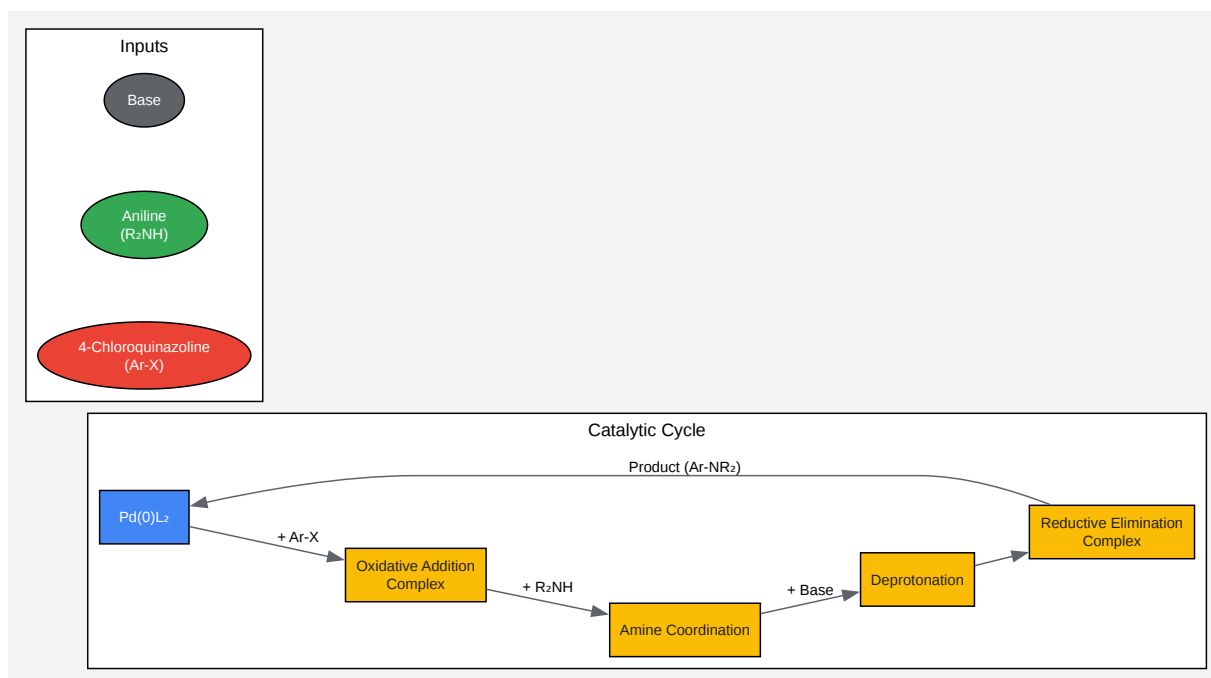 Inputs
Base
Aniline
(R₂NH)
4-Chloroquinazoline
(Ar-X)
Catalytic Cycle
Product (Ar-NR₂)
Pd(0)L₂
+ Ar-X
Oxidative Addition
Complex
+ R₂NH
Amine Coordination
+ Base
Deprotonation
Reductive Elimination
Complex